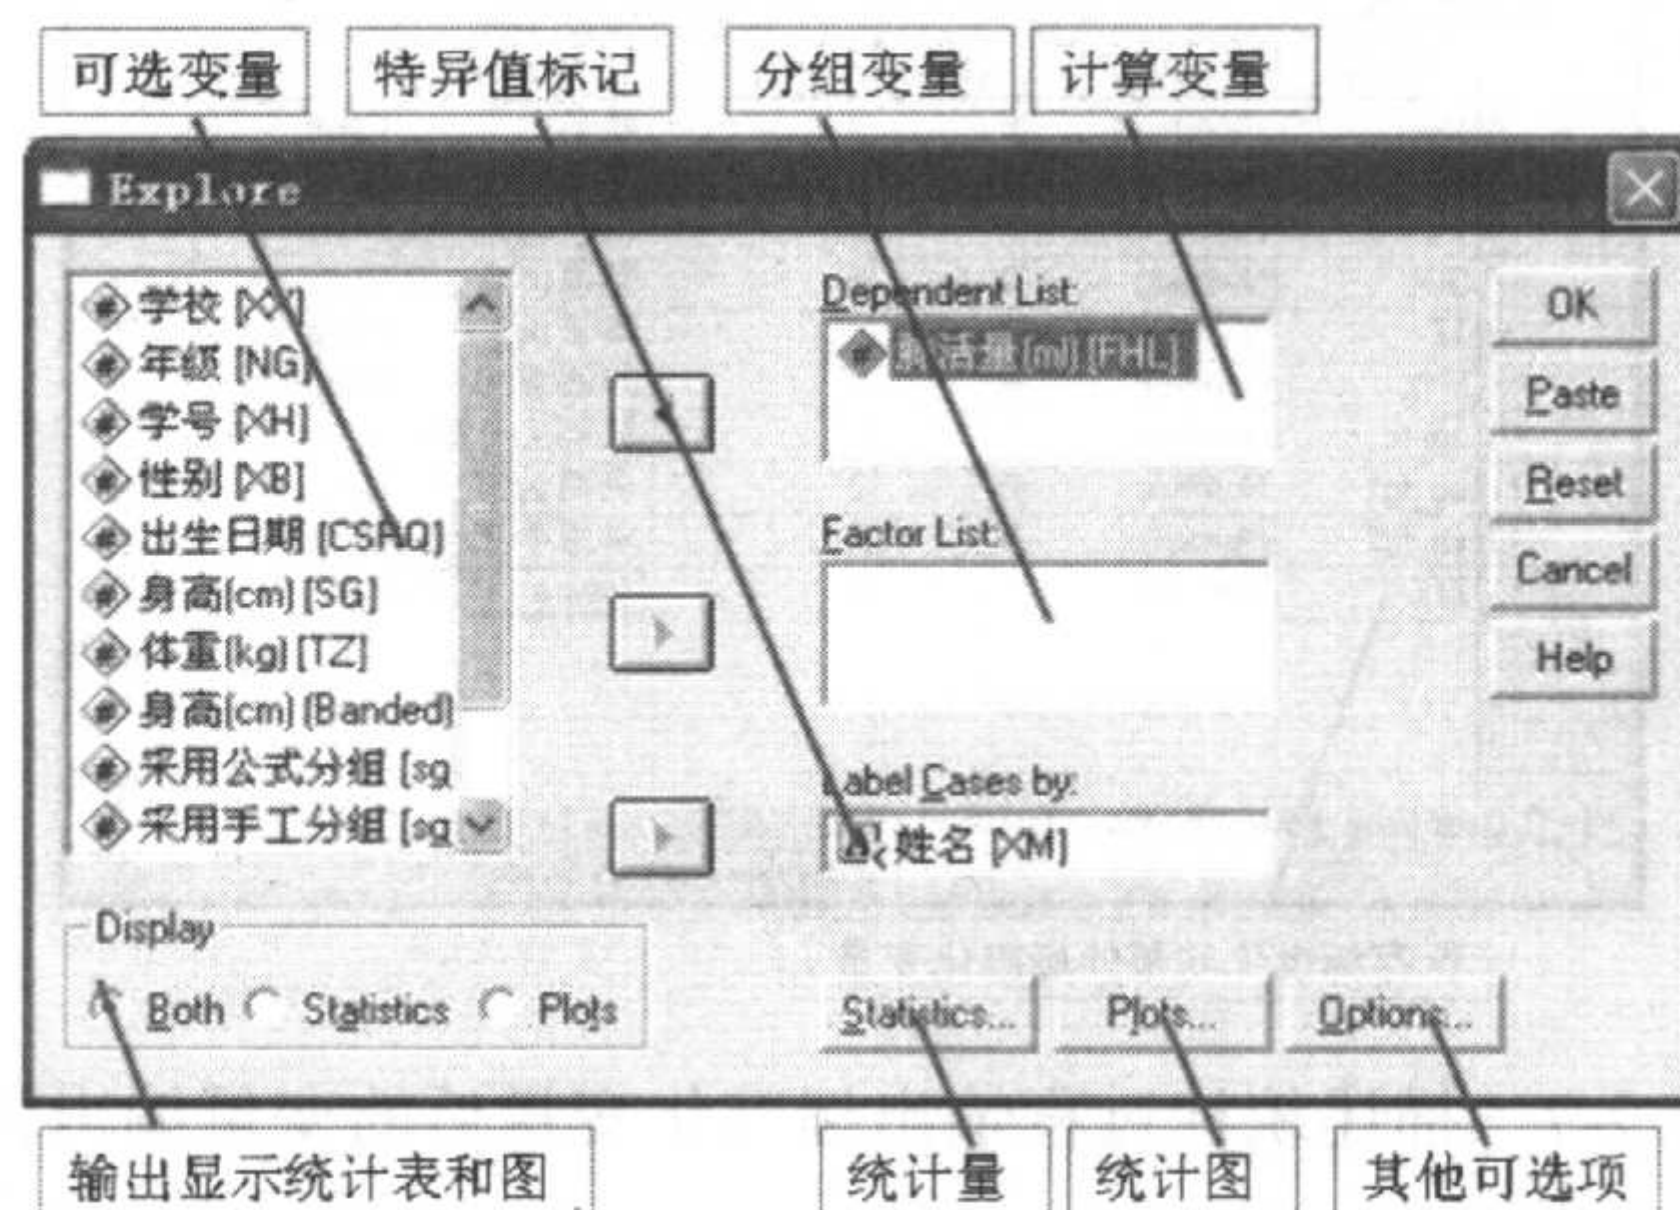 可选变量
特异值标记
分组变量
计算变量
Explore
学校 [XX]
年级 [NG]
学号 [XH]
性别 [XB]
出生日期 [CSRQ]
身高(cm) [SG]
体重(kg) [TZ]
身高(cm) (Banded)
采用公式分组 [sg
采用手工分组 [sg
Dependent List:
肺活量(ml) [FHL]
Factor List:
Label Cases by:
姓名 [XM]
OK
Paste
Reset
Cancel
Help
Display
Both
Statistics
Plots
Statistics...
Plots...
Options...
输出显示统计表和图
统计量
统计图
其他可选项